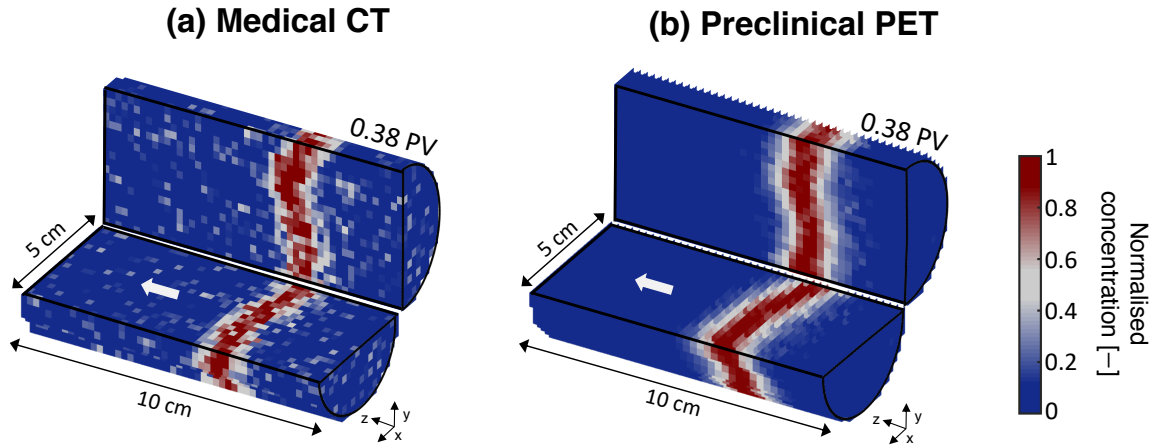 (a) Medical CT
(b) Preclinical PET
0.38 PV
5 cm
10 cm
z
y
x
0.38 PV
5 cm
10 cm
z
y
x
1
0.8
0.6
0.4
0.2
0
Normalised
concentration [−]